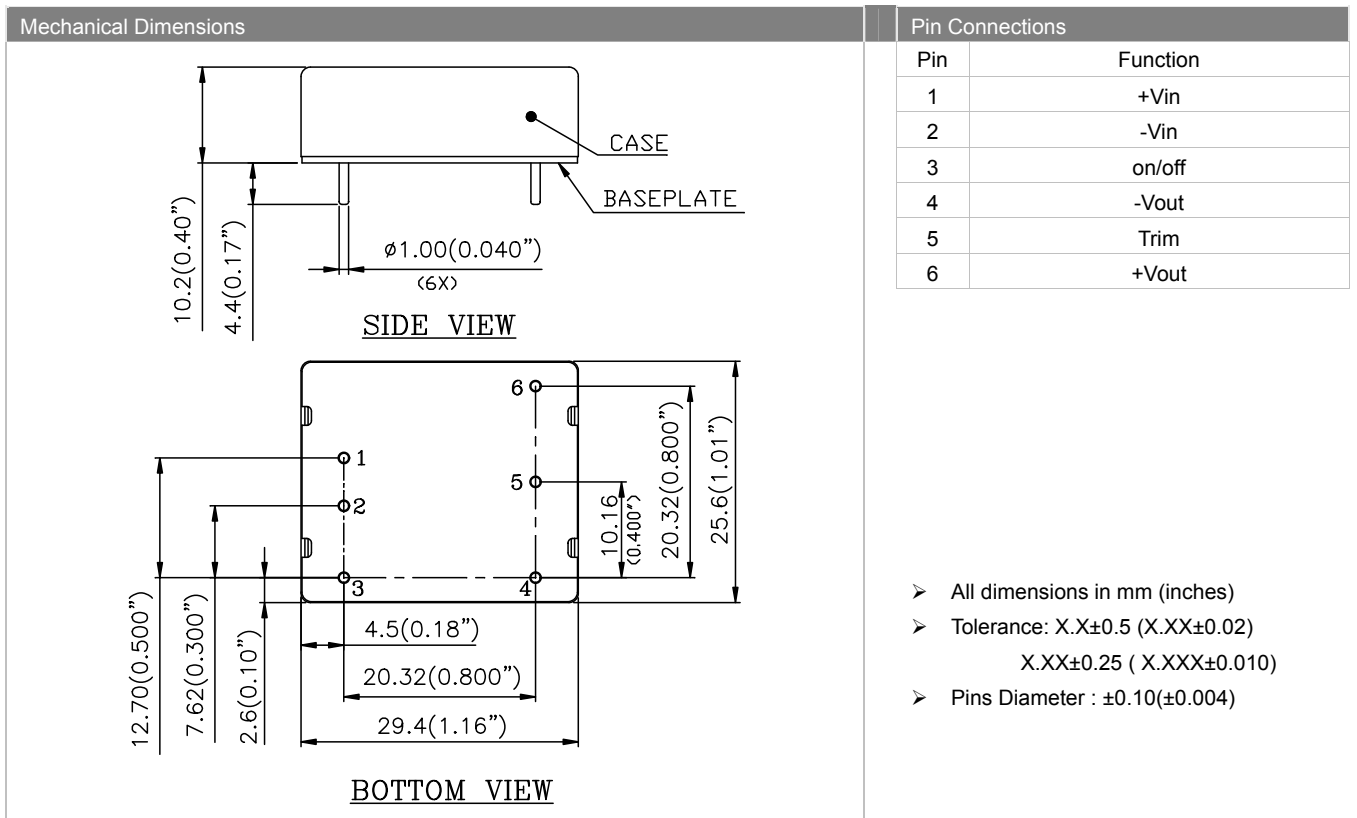 Mechanical Dimensions
CASE
BASEPLATE
10.2(0.40”)
4.4(0.17”)
ø1.00(0.040”)
(6X)
SIDE VIEW
6
1
5
2
3
4
10.16
(0.400”)
20.32(0.800”)
25.6(1.01”)
12.70(0.500”)
7.62(0.300”)
2.6(0.10”)
4.5(0.18”)
20.32(0.800”)
29.4(1.16”)
BOTTOM VIEW
Pin Connections
Pin Function
1 +Vin
2 -Vin
3 on/off
4 -Vout
5 Trim
6 +Vout
➢ All dimensions in mm (inches)
➢ Tolerance: X.X±0.5 (X.XX±0.02)
X.XX±0.25 ( X.XXX±0.010)
➢ Pins Diameter : ±0.10(±0.004)